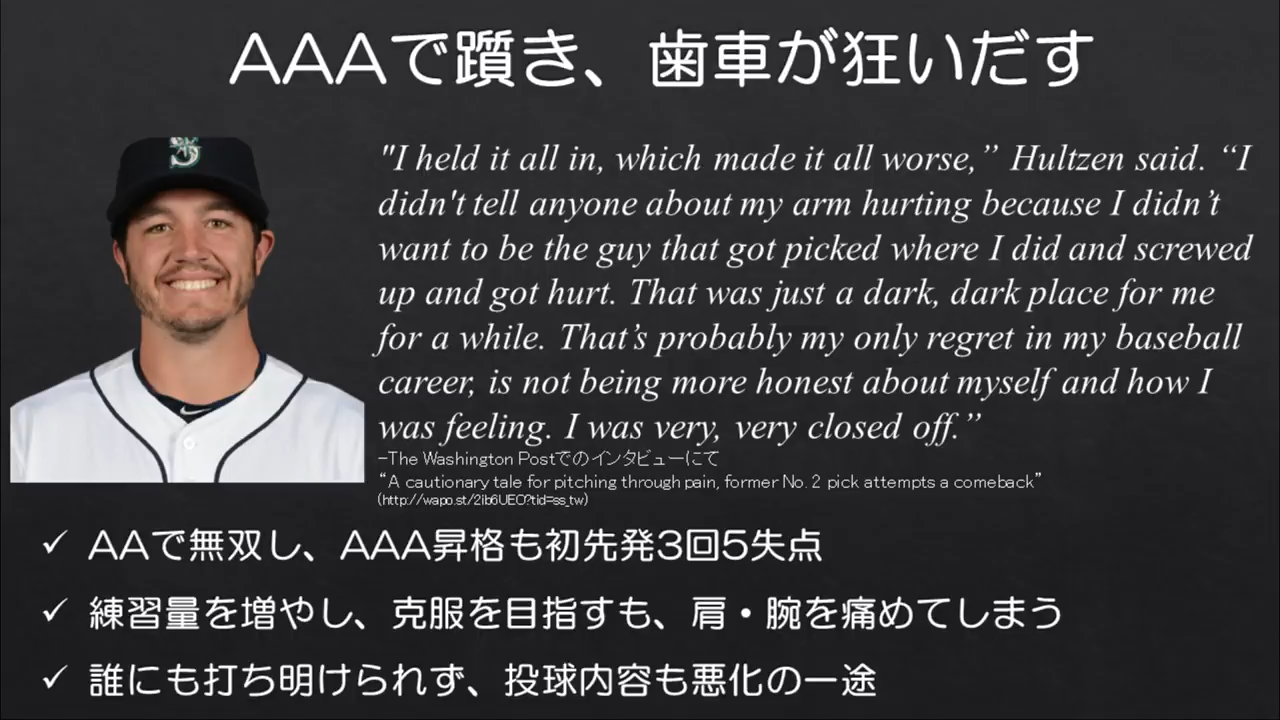 AAAで躓き、歯車が狂いだす
"I held it all in, which made it all worse,” Hultzen said. “I
didn't tell anyone about my arm hurting because I didn’t
want to be the guy that got picked where I did and screwed
up and got hurt. That was just a dark, dark place for me
for a while. That’s probably my only regret in my baseball
career, is not being more honest about myself and how I
was feeling. I was very, very closed off.”
−The Washington Postでのインタビューにて
“A cautionary tale for pitching through pain, former No. 2 pick attempts a comeback”
(http://wapo.st/2ib6UEO?tid=ss_tw)
✓ AAで無双し、AAA昇格も初先発3回5失点
✓ 練習量を増やし、克服を目指すも、肩・腕を痛めてしまう
✓ 誰にも打ち明けられず、投球内容も悪化の一途